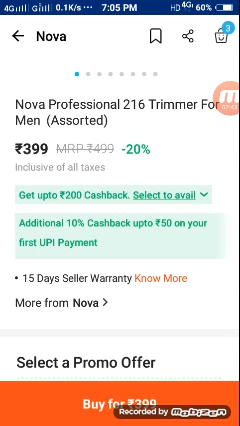 4G 0.1K/s ··· 7:05 PM HD 4G 60%
Nova
3
Nova Professional 216 Trimmer For
Men (Assorted)
₹399 MRP ₹499 -20%
Inclusive of all taxes
Get upto ₹200 Cashback. Select to avail
Additional 10% Cashback upto ₹50 on your
first UPI Payment
• 15 Days Seller Warranty Know More
More from Nova >
Select a Promo Offer
Buy for ₹399
Recorded by mobizen